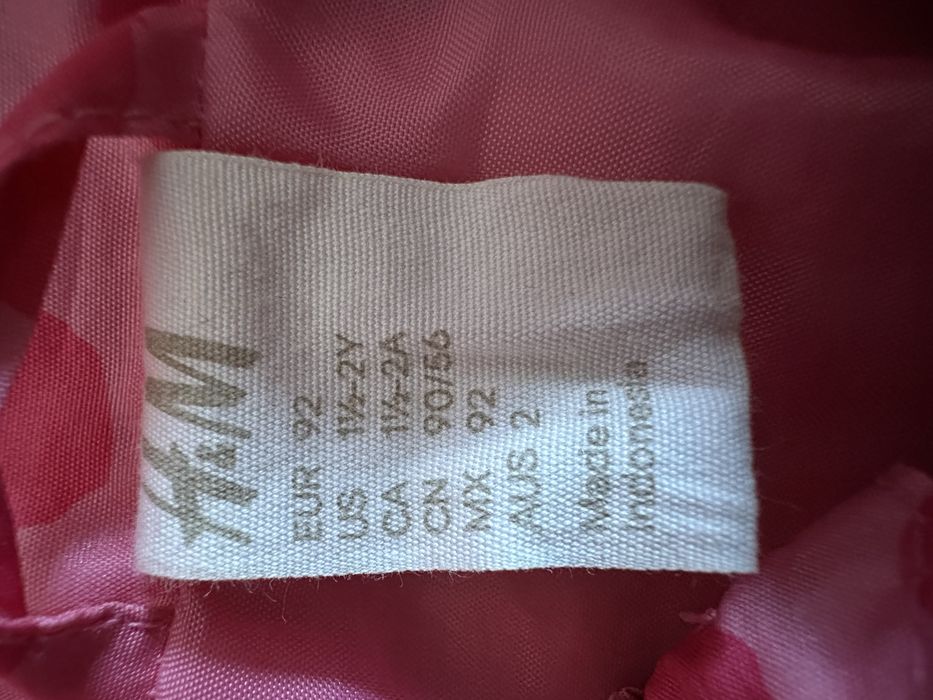 H&M
EUR 92
US 1½-2Y
CA 1½-2A
CN 90/56
MX 92
AUS 2
Made in
Indonesia